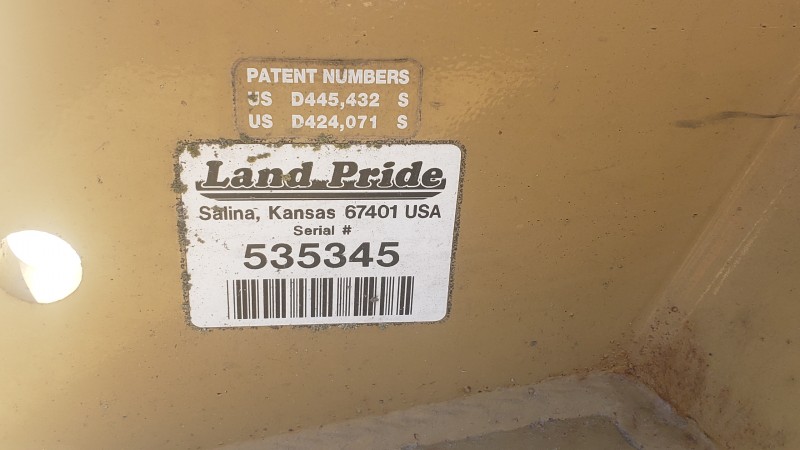 PATENT NUMBERS
US D445,432 S
US D424,071 S
Land Pride
Salina, Kansas 67401 USA
Serial #
535345